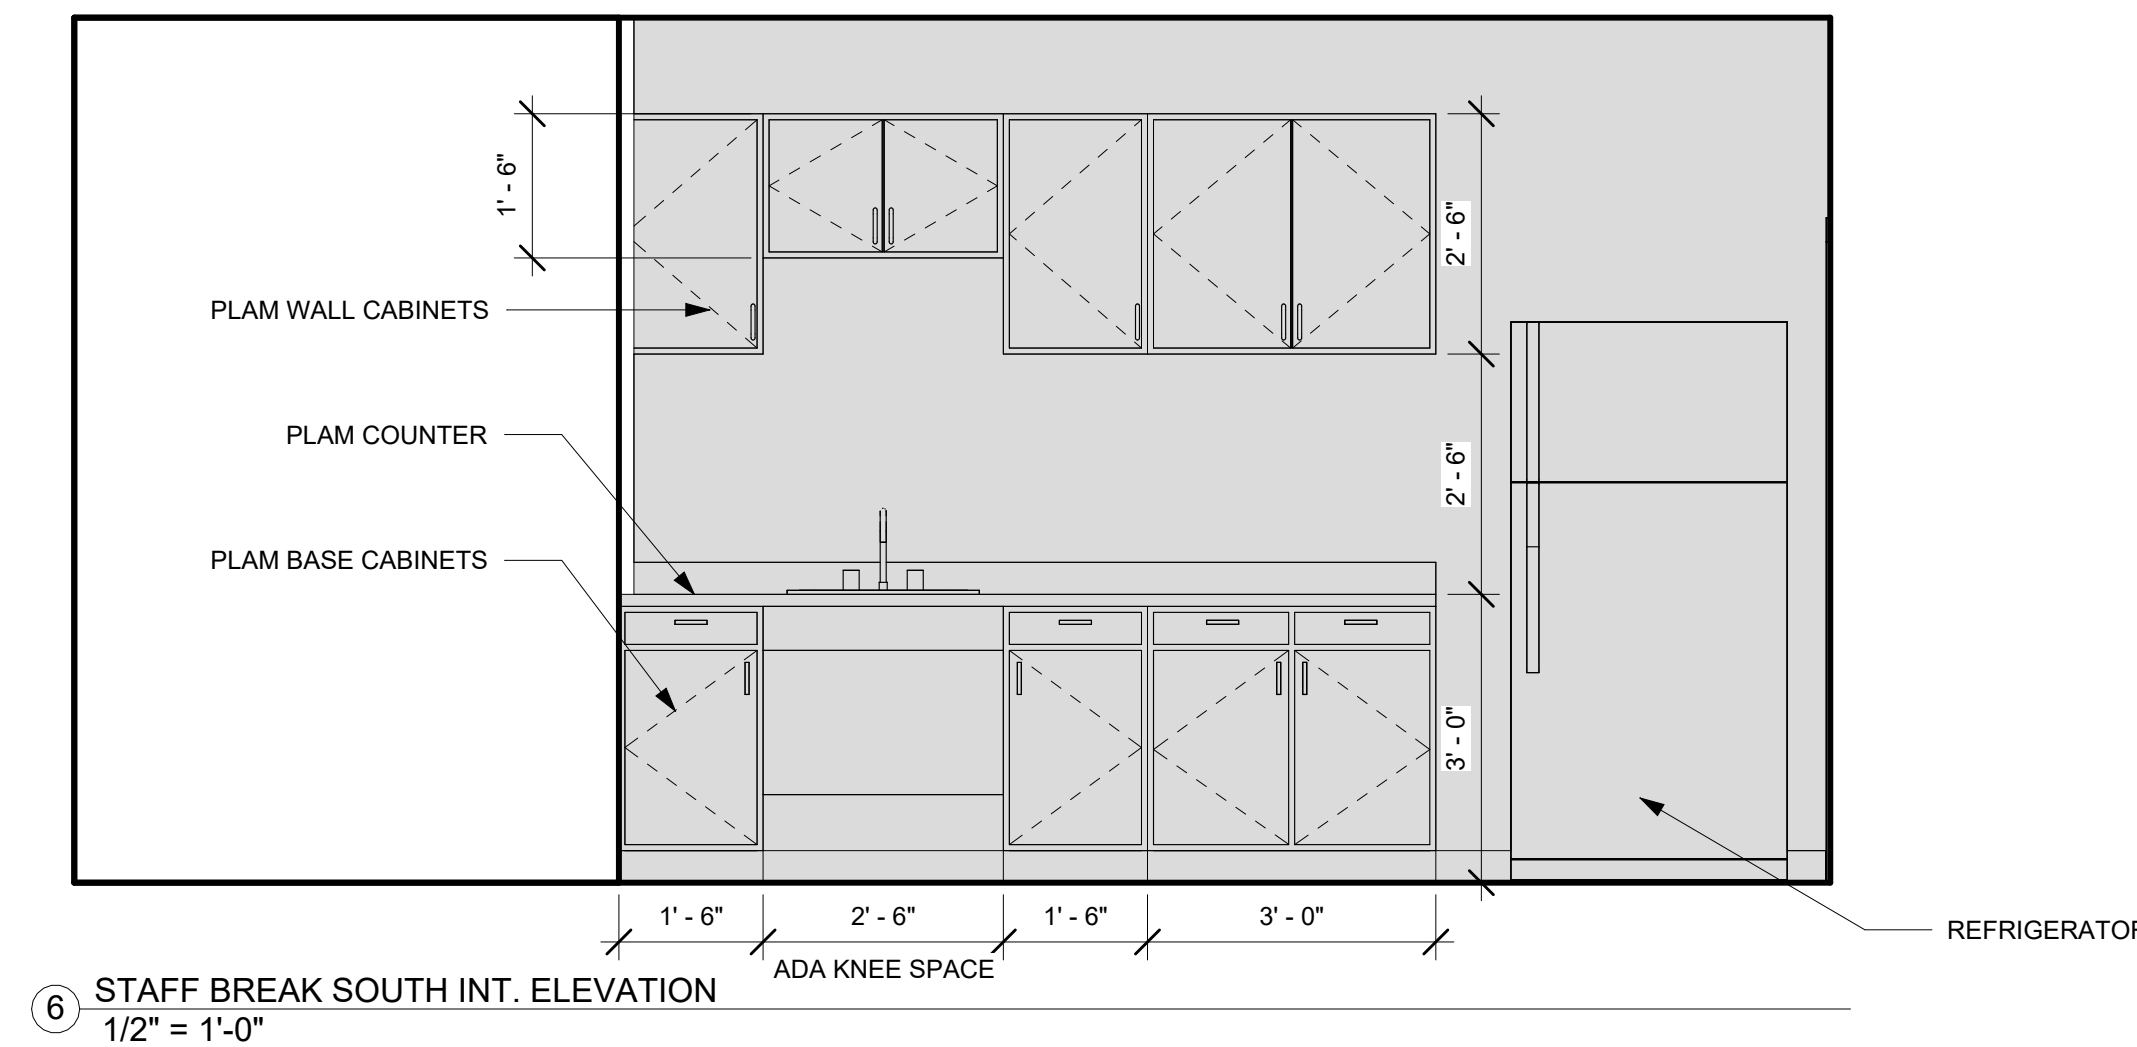 1' - 6"
2' - 6"
PLAM WALL CABINETS
PLAM COUNTER
2' - 6"
PLAM BASE CABINETS
3' - 0"
1' - 6"
2' - 6"
1' - 6"
3' - 0"
REFRIGERATOR
ADA KNEE SPACE
6
STAFF BREAK SOUTH INT. ELEVATION
1/2" = 1'-0"